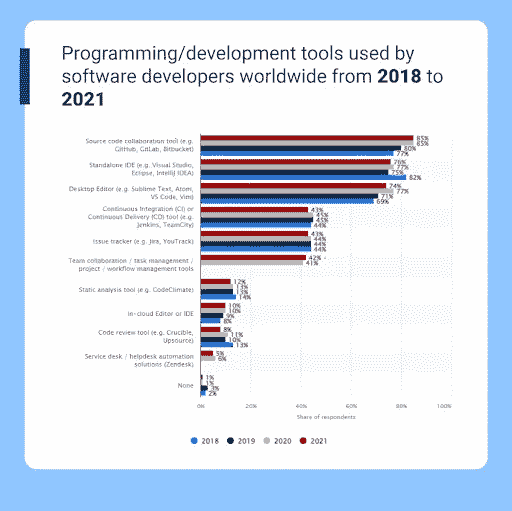 Programming/development tools used by
software developers worldwide from 2018 to
2021
Source code collaboration tool (e.g.
GitHub, GitLab, Bitbucket)
85%
85%
80%
77%
Standalone IDE (e.g. Visual Studio,
Eclipse, IntelliJ IDEA)
76%
77%
75%
82%
Desktop Editor (e.g. Sublime Text, Atom,
VS Code, Vim)
74%
77%
71%
69%
Continuous Integration (CI) or
Continuous Delivery (CD) tool (e.g.
Jenkins, TeamCity)
43%
45%
45%
44%
Issue tracker (e.g. Jira, YouTrack)
43%
44%
44%
44%
Team collaboration / task management /
project / workflow management tools
42%
41%
Static analysis tool (e.g. CodeClimate)
12%
13%
13%
14%
in-cloud Editor or IDE
10%
10%
9%
8%
Code review tool (e.g. Crucible,
Upsource)
8%
11%
10%
13%
Service desk / helpdesk automation
solutions (Zendesk)
5%
6%
None
1%
1%
3%
2%
0% 20% 40% 60% 80% 100%
Share of respondents
2018 2019 2020 2021